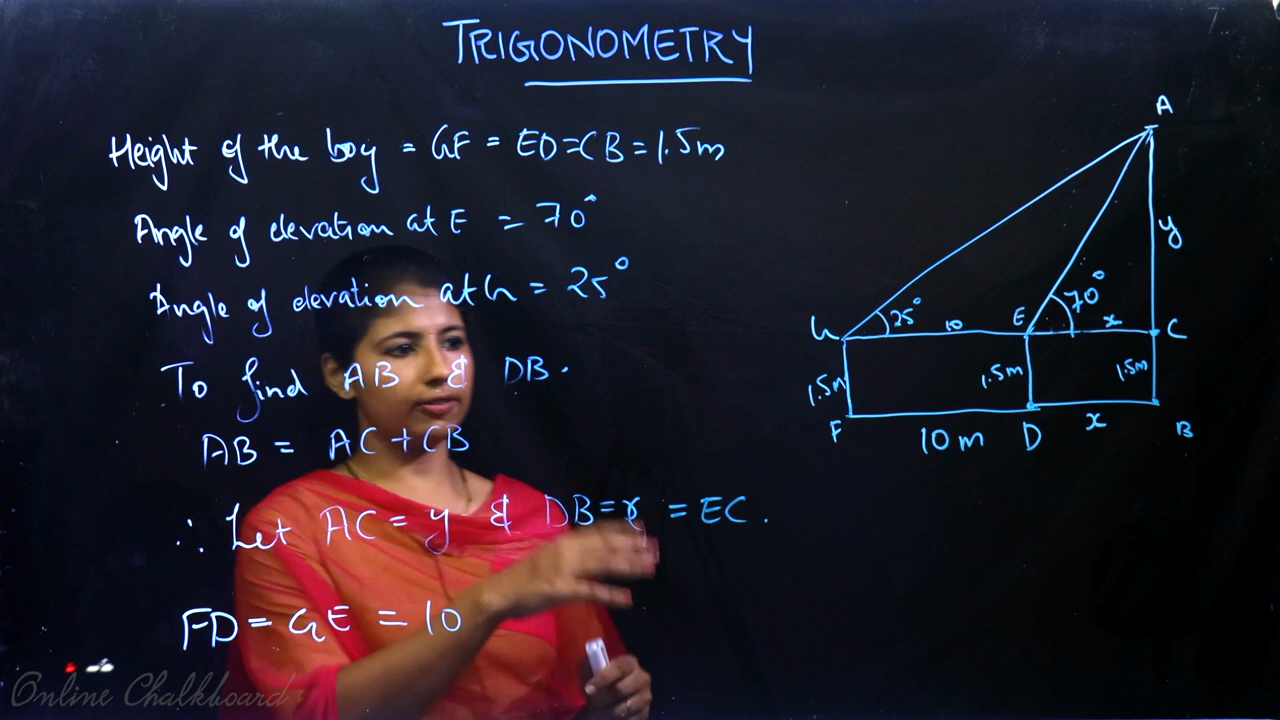 TRIGONOMETRY
Height of the boy = GF = ED = CB = 1.5m
Angle of elevation at E = 70°
Angle of elevation at G = 25°
To find AB & DB.
AB = AC + CB
∴ Let AC = y & DB = x = EC.
FD = GE = 10
A
y
70°
25°
G 10 E x C
1.5m 1.5m 1.5m
F 10 m D x B
Online Chalkboard